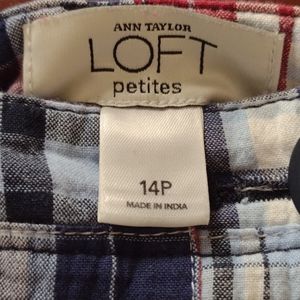 ANN TAYLOR
LOFT
petites
14P
MADE IN INDIA